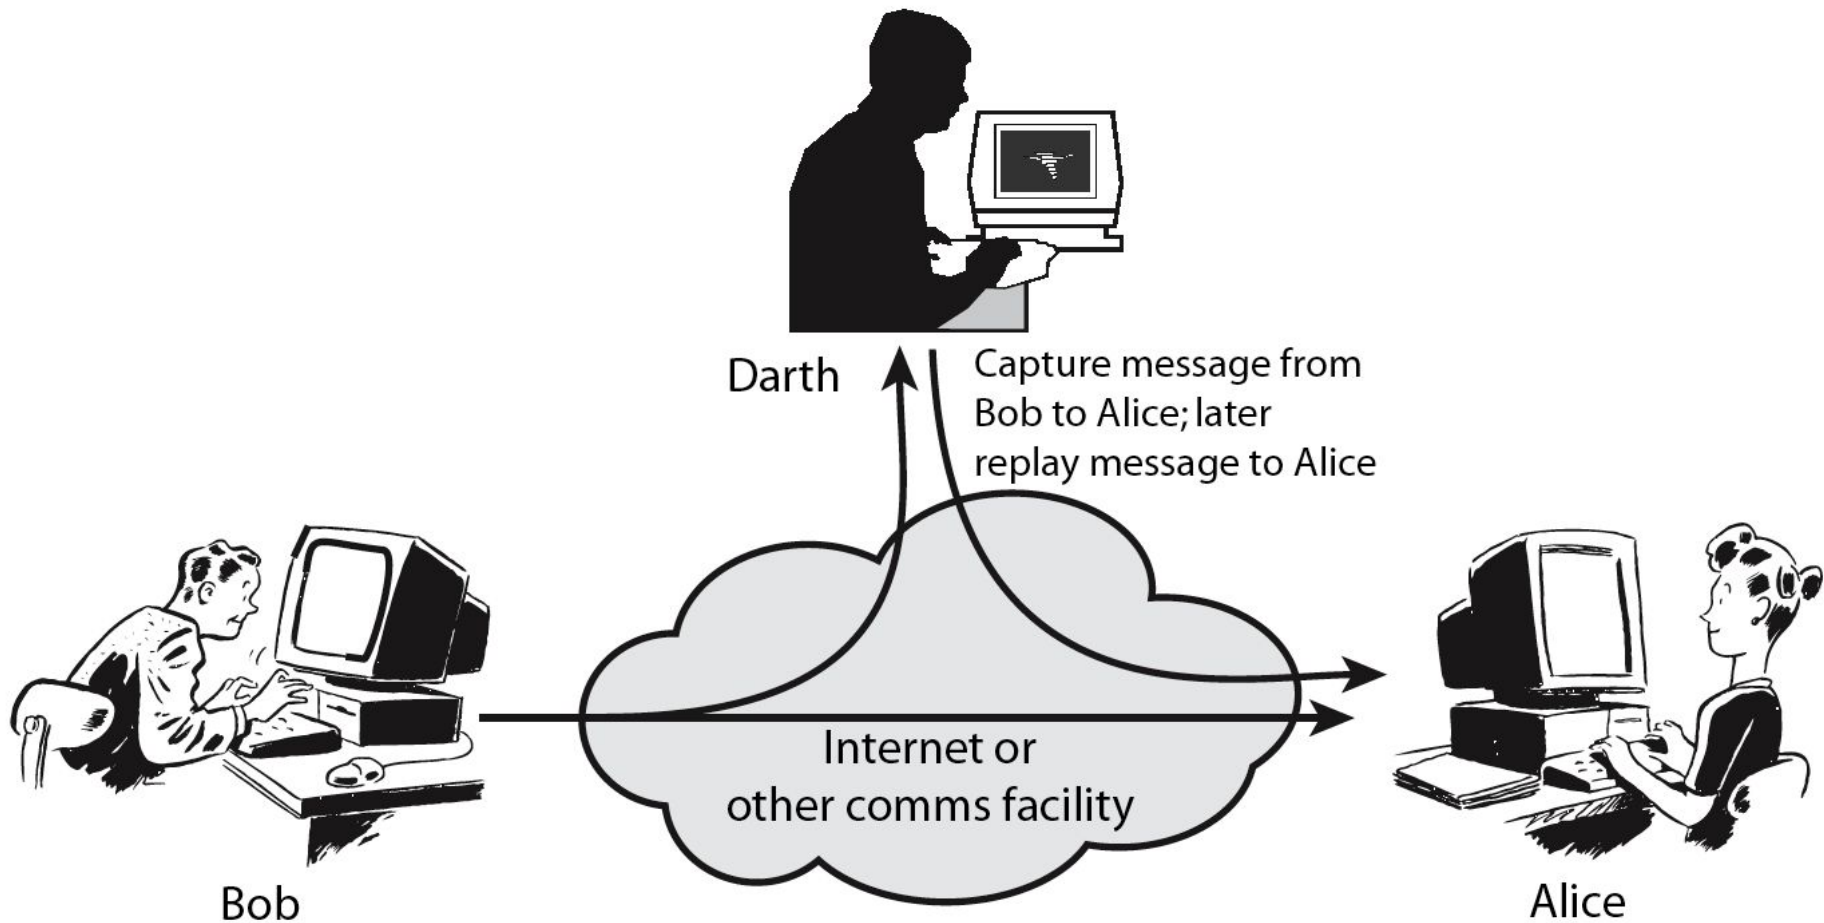 Darth
Capture message from
Bob to Alice; later
replay message to Alice
Internet or
other comms facility
Bob
Alice